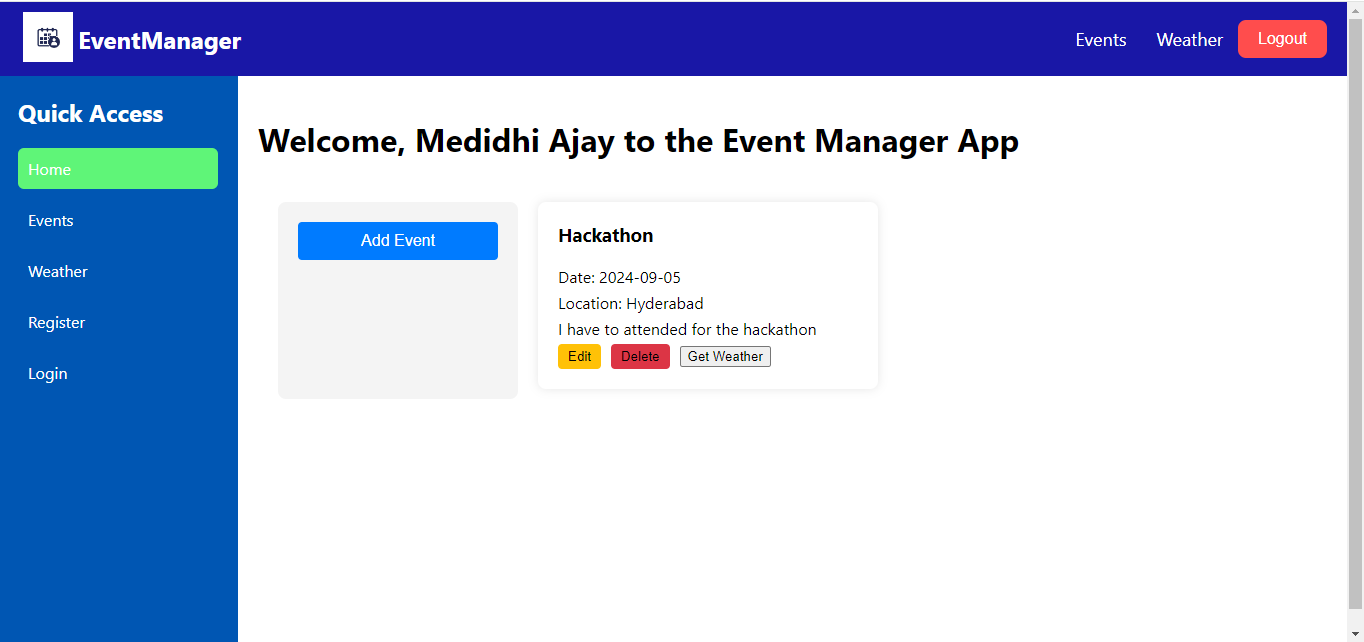 EventManager
Events
Weather
Logout
Quick Access
Home
Events
Weather
Register
Login
Welcome, Medidhi Ajay to the Event Manager App
Add Event
Hackathon
Date: 2024-09-05
Location: Hyderabad
I have to attended for the hackathon
Edit
Delete
Get Weather